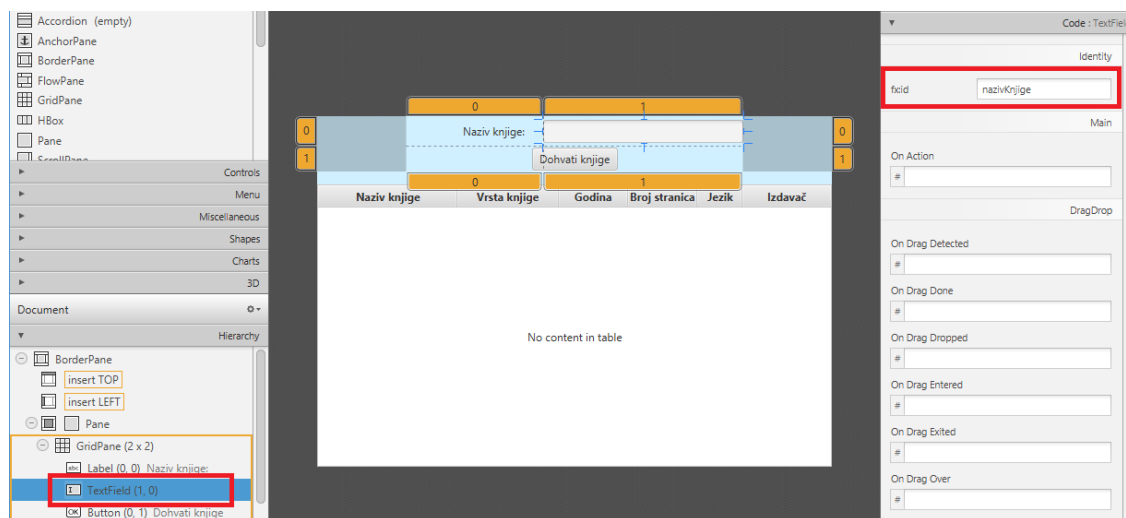 Accordion (empty)
AnchorPane
BorderPane
FlowPane
GridPane
HBox
Pane
ScrollPane
Controls
Menu
Miscellaneous
Shapes
Charts
3D
Document
Hierarchy
BorderPane
insert TOP
insert LEFT
Pane
GridPane (2 x 2)
Label (0, 0) Naziv knjige:
TextField (1, 0)
Button (0, 1) Dohvati knjige
0 1
0 Naziv knjige: 0
1 Dohvati knjige 1
0 1
Naziv knjige Vrsta knjige Godina Broj stranica Jezik Izdavač
No content in table
Code : TextFiel
Identity
fx:id nazivKnjige
Main
On Action
#
DragDrop
On Drag Detected
#
On Drag Done
#
On Drag Dropped
#
On Drag Entered
#
On Drag Exited
#
On Drag Over
#